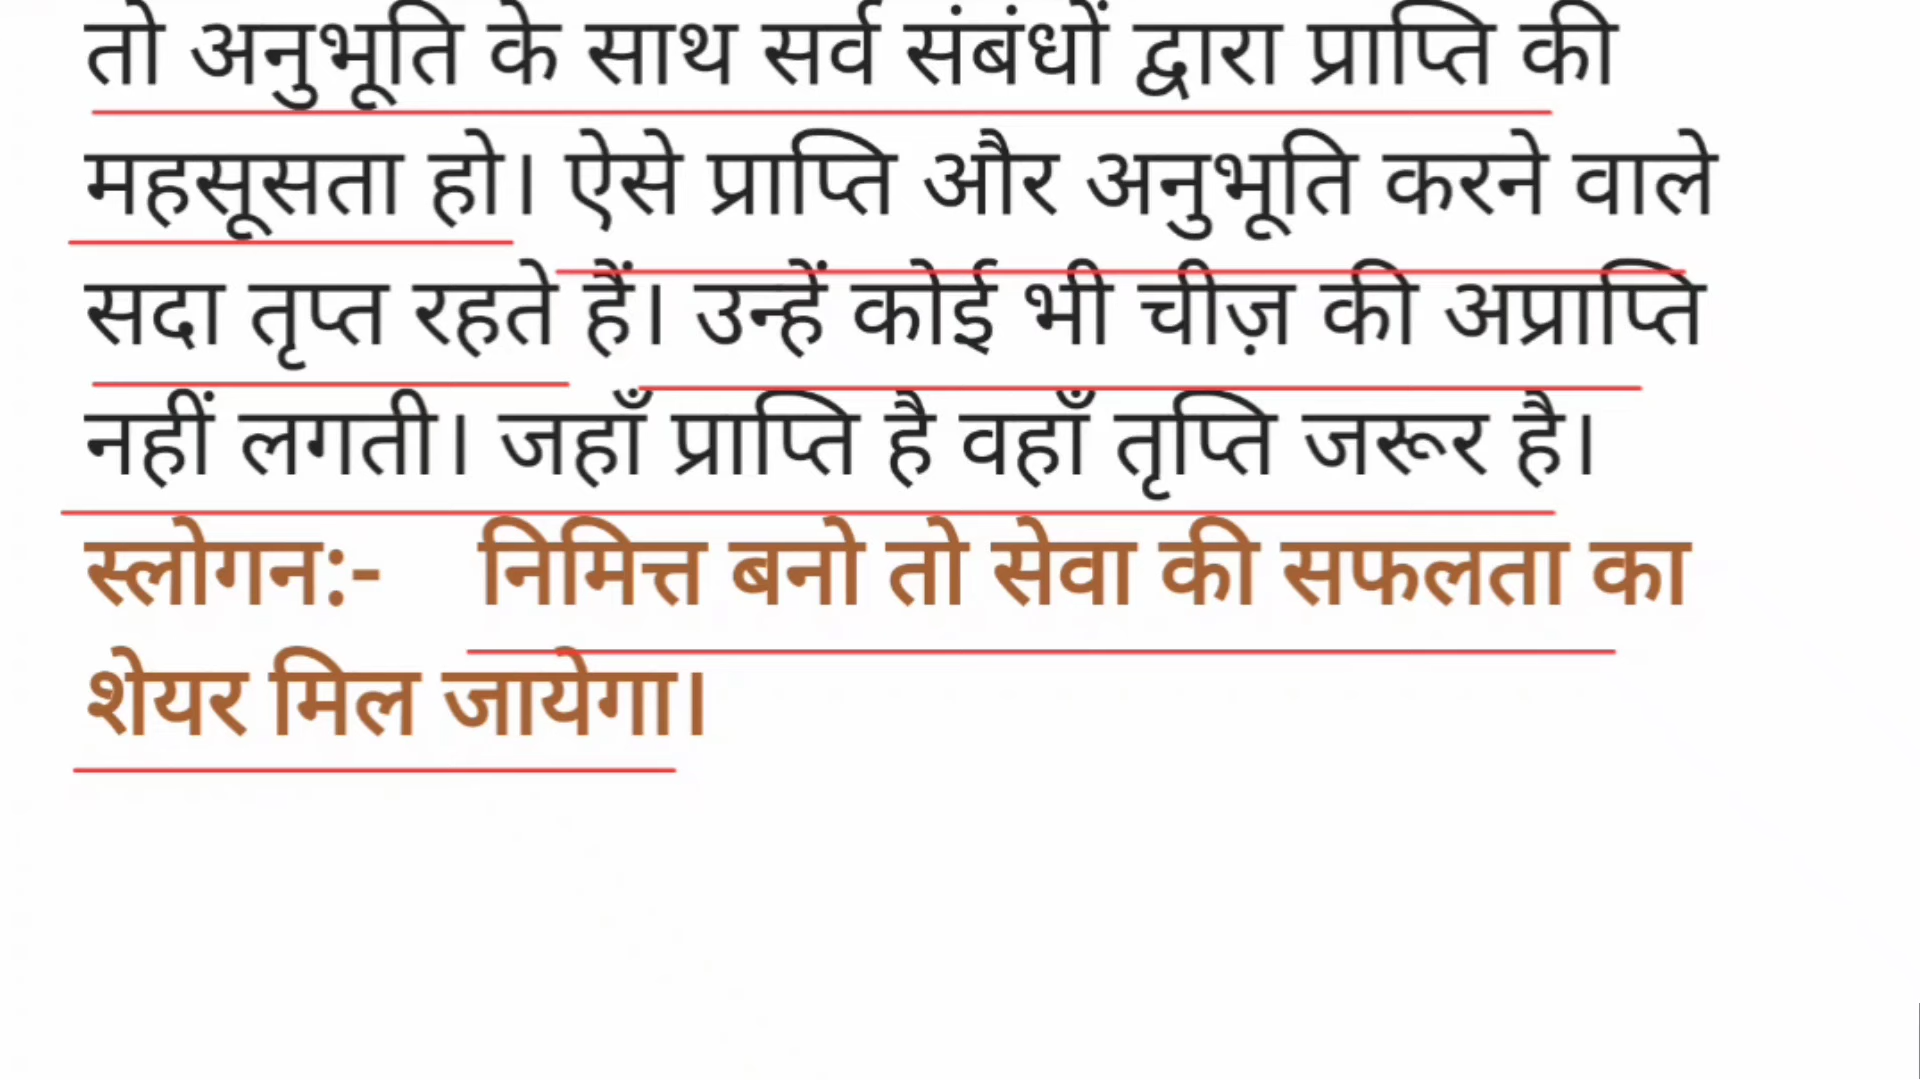 तो अनुभूति के साथ सर्व संबंधों द्वारा प्राप्ति की
महसूसता हो। ऐसे प्राप्ति और अनुभूति करने वाले
सदा तृप्त रहते हैं। उन्हें कोई भी चीज़ की अप्राप्ति
नहीं लगती। जहाँ प्राप्ति है वहाँ तृप्ति जरूर है।
स्लोगन:- निमित्त बनो तो सेवा की सफलता का
शेयर मिल जायेगा।